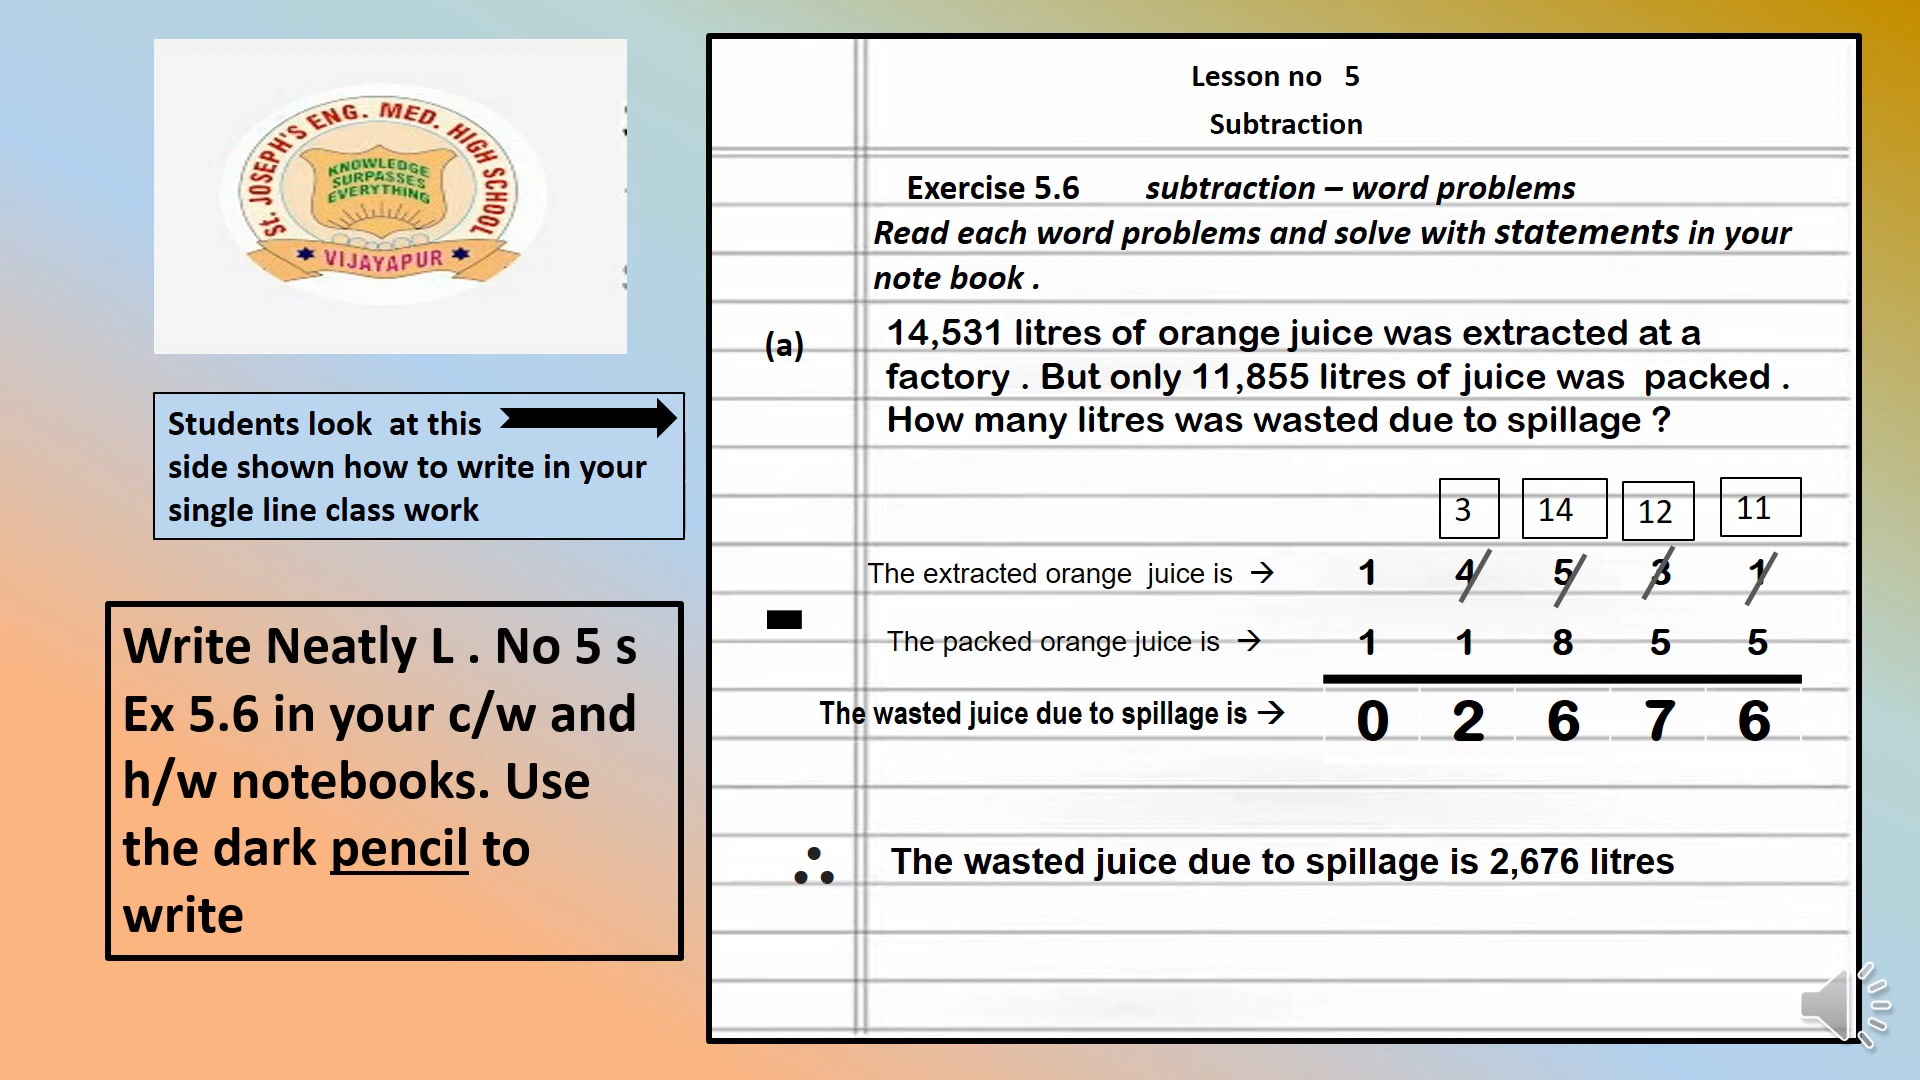 St. JOSEPH'S ENG. MED. HIGH SCHOOL
KNOWLEDGE
SURPASSES
EVERYTHING
VIJAYAPUR
Students look at this
side shown how to write in your
single line class work
Write Neatly L . No 5 s
Ex 5.6 in your c/w and
h/w notebooks. Use
the dark pencil to
write
Lesson no 5
Subtraction
Exercise 5.6 subtraction – word problems
Read each word problems and solve with statements in your
note book .
(a) 14,531 litres of orange juice was extracted at a
factory . But only 11,855 litres of juice was packed .
How many litres was wasted due to spillage ?
3 14 12 11
The extracted orange juice is → 1 4 5 3 1
- The packed orange juice is → 1 1 8 5 5
The wasted juice due to spillage is → 0 2 6 7 6
∴ The wasted juice due to spillage is 2,676 litres